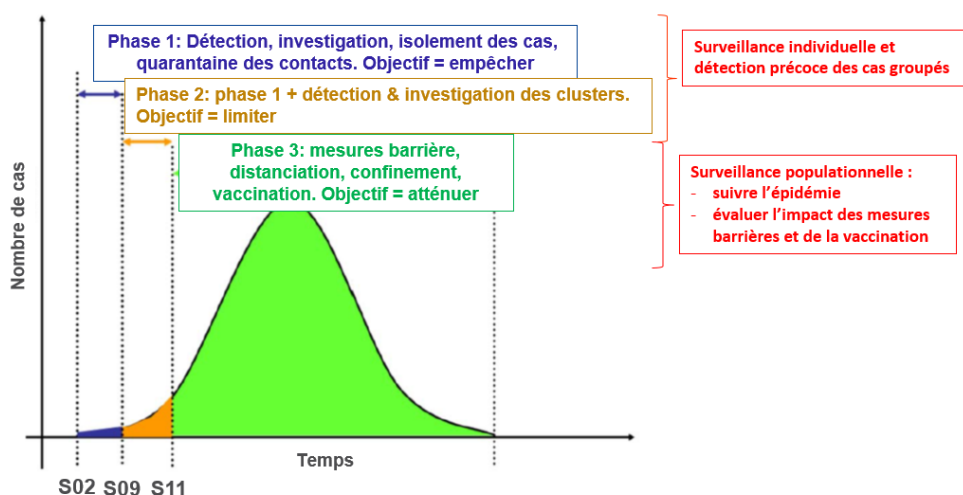 Phase 1: Détection, investigation, isolement des cas,
quarantaine des contacts. Objectif = empêcher
Phase 2: phase 1 + détection & investigation des clusters.
Objectif = limiter
Phase 3: mesures barrière,
distanciation, confinement,
vaccination. Objectif = atténuer
Surveillance individuelle et
détection précoce des cas groupés
Surveillance populationnelle :
- suivre l'épidémie
- évaluer l'impact des mesures
barrières et de la vaccination
Nombre de cas
Temps
S02 S09 S11